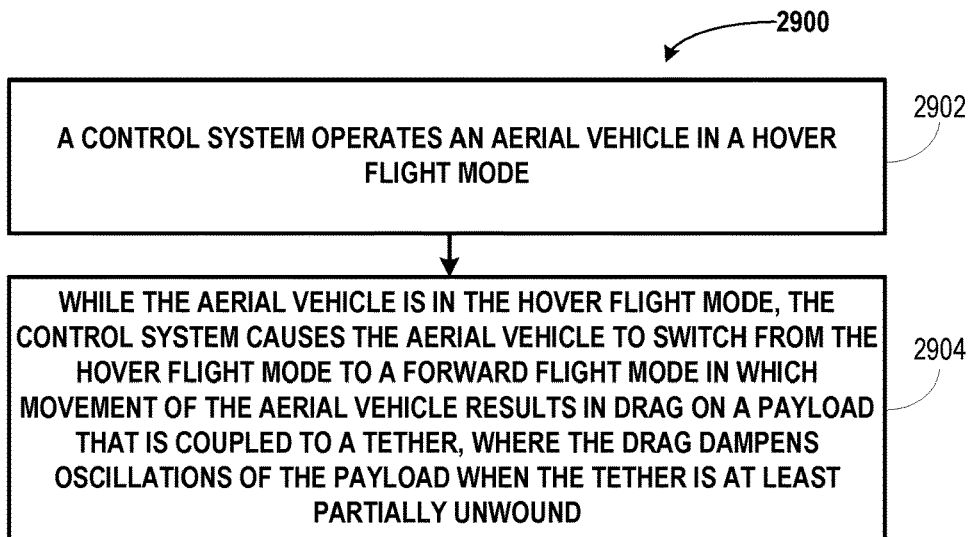 2900
A CONTROL SYSTEM OPERATES AN AERIAL VEHICLE IN A HOVER
FLIGHT MODE
2902
WHILE THE AERIAL VEHICLE IS IN THE HOVER FLIGHT MODE, THE
CONTROL SYSTEM CAUSES THE AERIAL VEHICLE TO SWITCH FROM THE
HOVER FLIGHT MODE TO A FORWARD FLIGHT MODE IN WHICH
MOVEMENT OF THE AERIAL VEHICLE RESULTS IN DRAG ON A PAYLOAD
THAT IS COUPLED TO A TETHER, WHERE THE DRAG DAMPENS
OSCILLATIONS OF THE PAYLOAD WHEN THE TETHER IS AT LEAST
PARTIALLY UNWOUND
2904